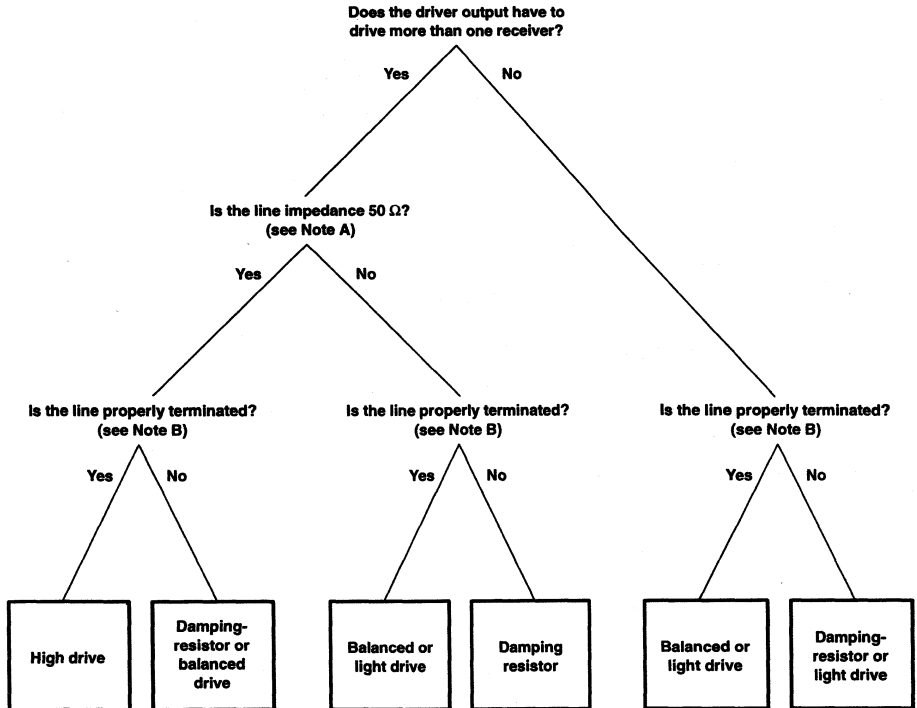 Does the driver output have to
drive more than one receiver?
Yes
No
Is the line impedance 50 Ω?
(see Note A)
Yes
No
Is the line properly terminated?
(see Note B)
Is the line properly terminated?
(see Note B)
Is the line properly terminated?
(see Note B)
Yes
No
Yes
No
Yes
No
High drive
Damping-
resistor or
balanced
drive
Balanced or
light drive
Damping
resistor
Balanced or
light drive
Damping-
resistor or
light drive